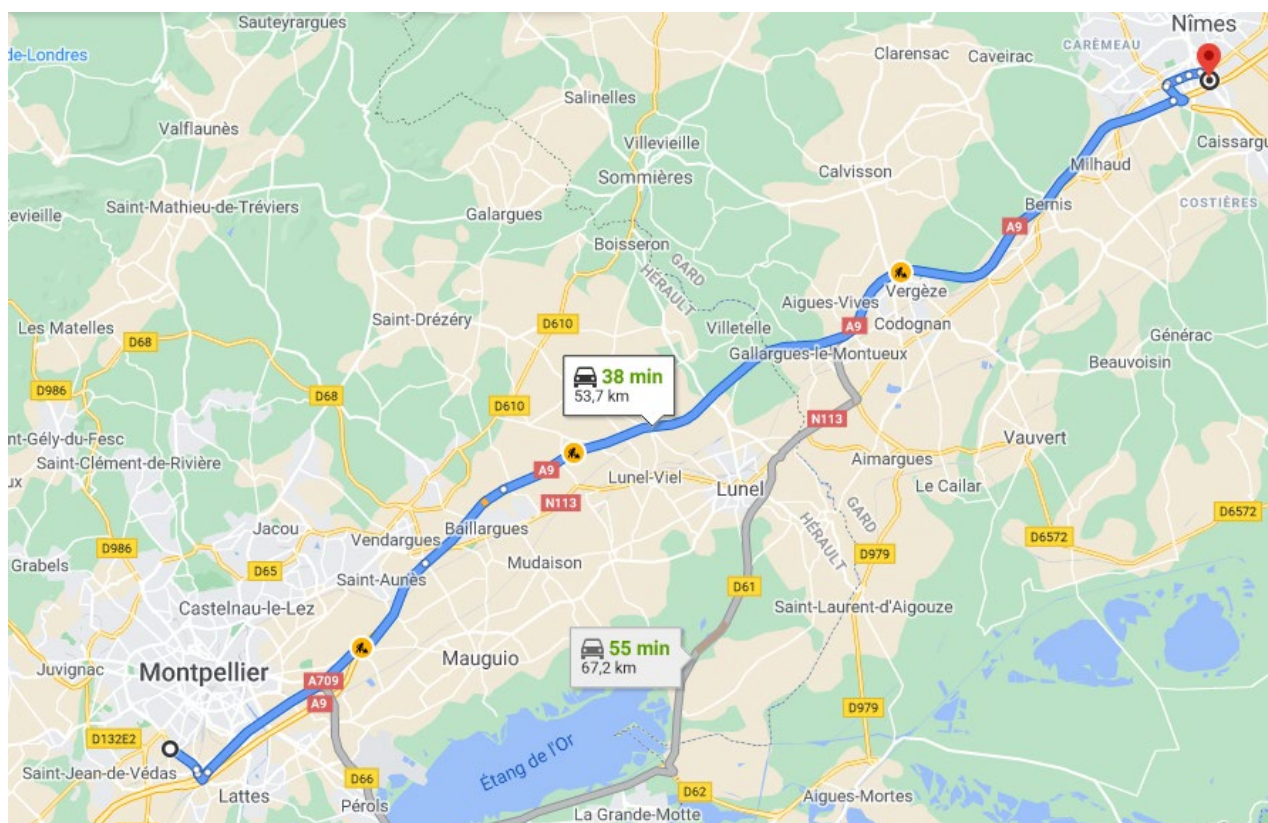 Sauteyrargues
Nîmes
de-Londres
CARÈMEAU
Clarensac
Caveirac
Salinelles
Valflaunès
Villevieille
Caissargu
Milhaud
Sommières
Calvisson
levieille
Saint-Mathieu-de-Tréviers
Galargues
Bernis
COSTIÈRES
A9
Boisseron
GARD
HÉRAULT
Vergèze
Aigues-Vives
Les Matelles
D68
Saint-Drézéry
D610
Villetelle
A9
Codognan
Générac
Gallargues-le-Montueux
Beauvoisin
38 min
53,7 km
D986
D68
D610
N113
nt-Gély-du-Fesc
Vauvert
Saint-Clément-de-Rivière
A9
Lunel-Viel
Aimargues
ux
Lunel
Le Cailar
N113
D6572
Jacou
Baillargues
GARD
HÉRAULT
Vendargues
D6572
D986
D979
Grabels
D65
Mudaison
Saint-Aunès
D61
Castelnau-le-Lez
Saint-Laurent-d'Aigouze
55 min
67,2 km
Juvignac
Montpellier
Mauguio
A709
A9
D979
D132E2
Étang de l'Or
Saint-Jean-de-Védas
D66
Lattes
Pérols
D62
Aigues-Mortes
La Grande-Motte